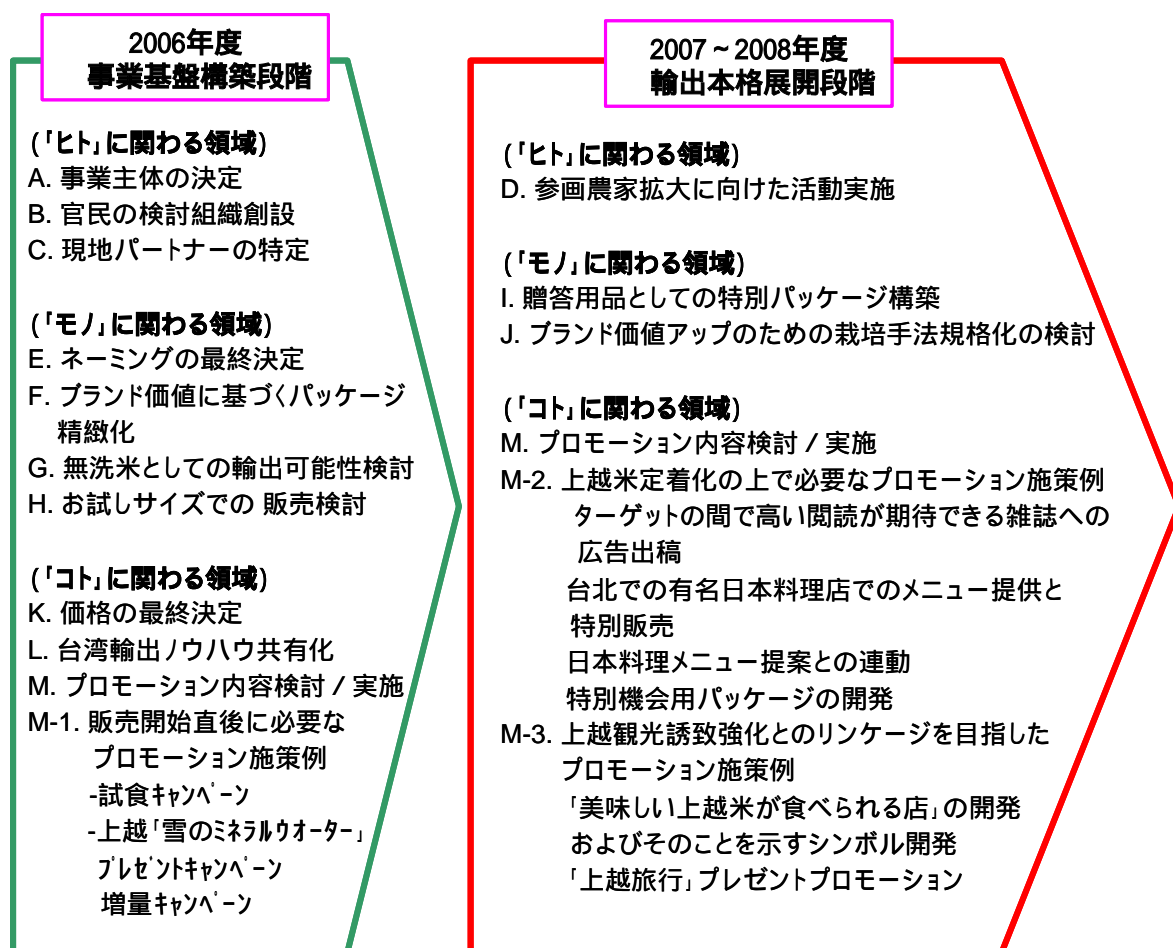 2006年度
事業基盤構築段階
(「ヒト」に関わる領域)
A. 事業主体の決定
B. 官民の検討組織創設
C. 現地パートナーの特定
(「モノ」に関わる領域)
E. ネーミングの最終決定
F. ブランド価値に基づくパッケージ
精緻化
G. 無洗米としての輸出可能性検討
H. お試しサイズでの 販売検討
(「コト」に関わる領域)
K. 価格の最終決定
L. 台湾輸出ノウハウ共有化
M. プロモーション内容検討 / 実施
M-1. 販売開始直後に必要な
プロモーション施策例
-試食ｷｬﾝﾍﾟｰﾝ
-上越「雪のﾐﾈﾗﾙｳｵｰﾀｰ」
ﾌﾟﾚｾﾞﾝﾄｷｬﾝﾍﾟｰﾝ
増量ｷｬﾝﾍﾟｰﾝ
2007～2008年度
輸出本格展開段階
(「ヒト」に関わる領域)
D. 参画農家拡大に向けた活動実施
(「モノ」に関わる領域)
I. 贈答用品としての特別パッケージ構築
J. ブランド価値アップのための栽培手法規格化の検討
(「コト」に関わる領域)
M. プロモーション内容検討 / 実施
M-2. 上越米定着化の上で必要なプロモーション施策例
ターゲットの間で高い閲読が期待できる雑誌への
広告出稿
台北での有名日本料理店でのメニュー提供と
特別販売
日本料理メニュー提案との連動
特別機会用パッケージの開発
M-3. 上越観光誘致強化とのリンケージを目指した
プロモーション施策例
「美味しい上越米が食べられる店」の開発
およびそのことを示すシンボル開発
「上越旅行」プレゼントプロモーション